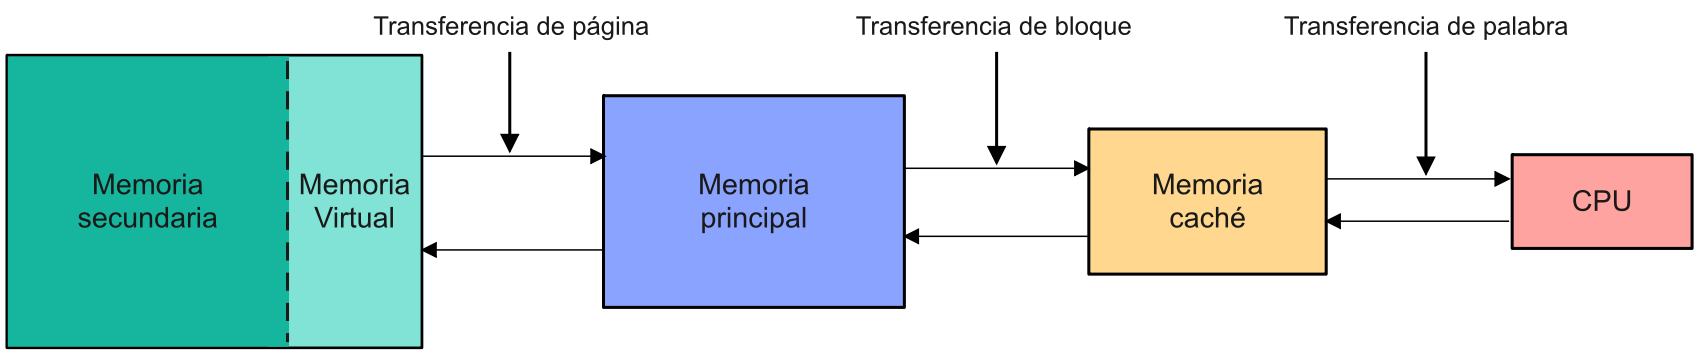 Transferencia de página
Transferencia de bloque
Transferencia de palabra
Memoria
secundaria
Memoria
Virtual
Memoria
principal
Memoria
caché
CPU